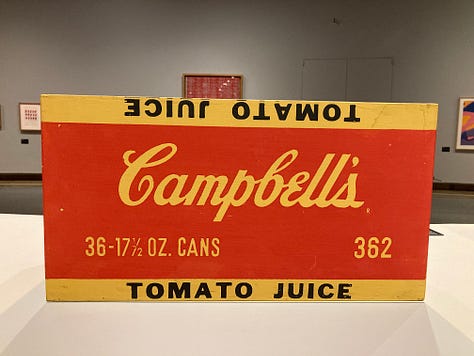 TOMATO JUICE
Campbell's
36-17½ OZ. CANS 362
TOMATO JUICE